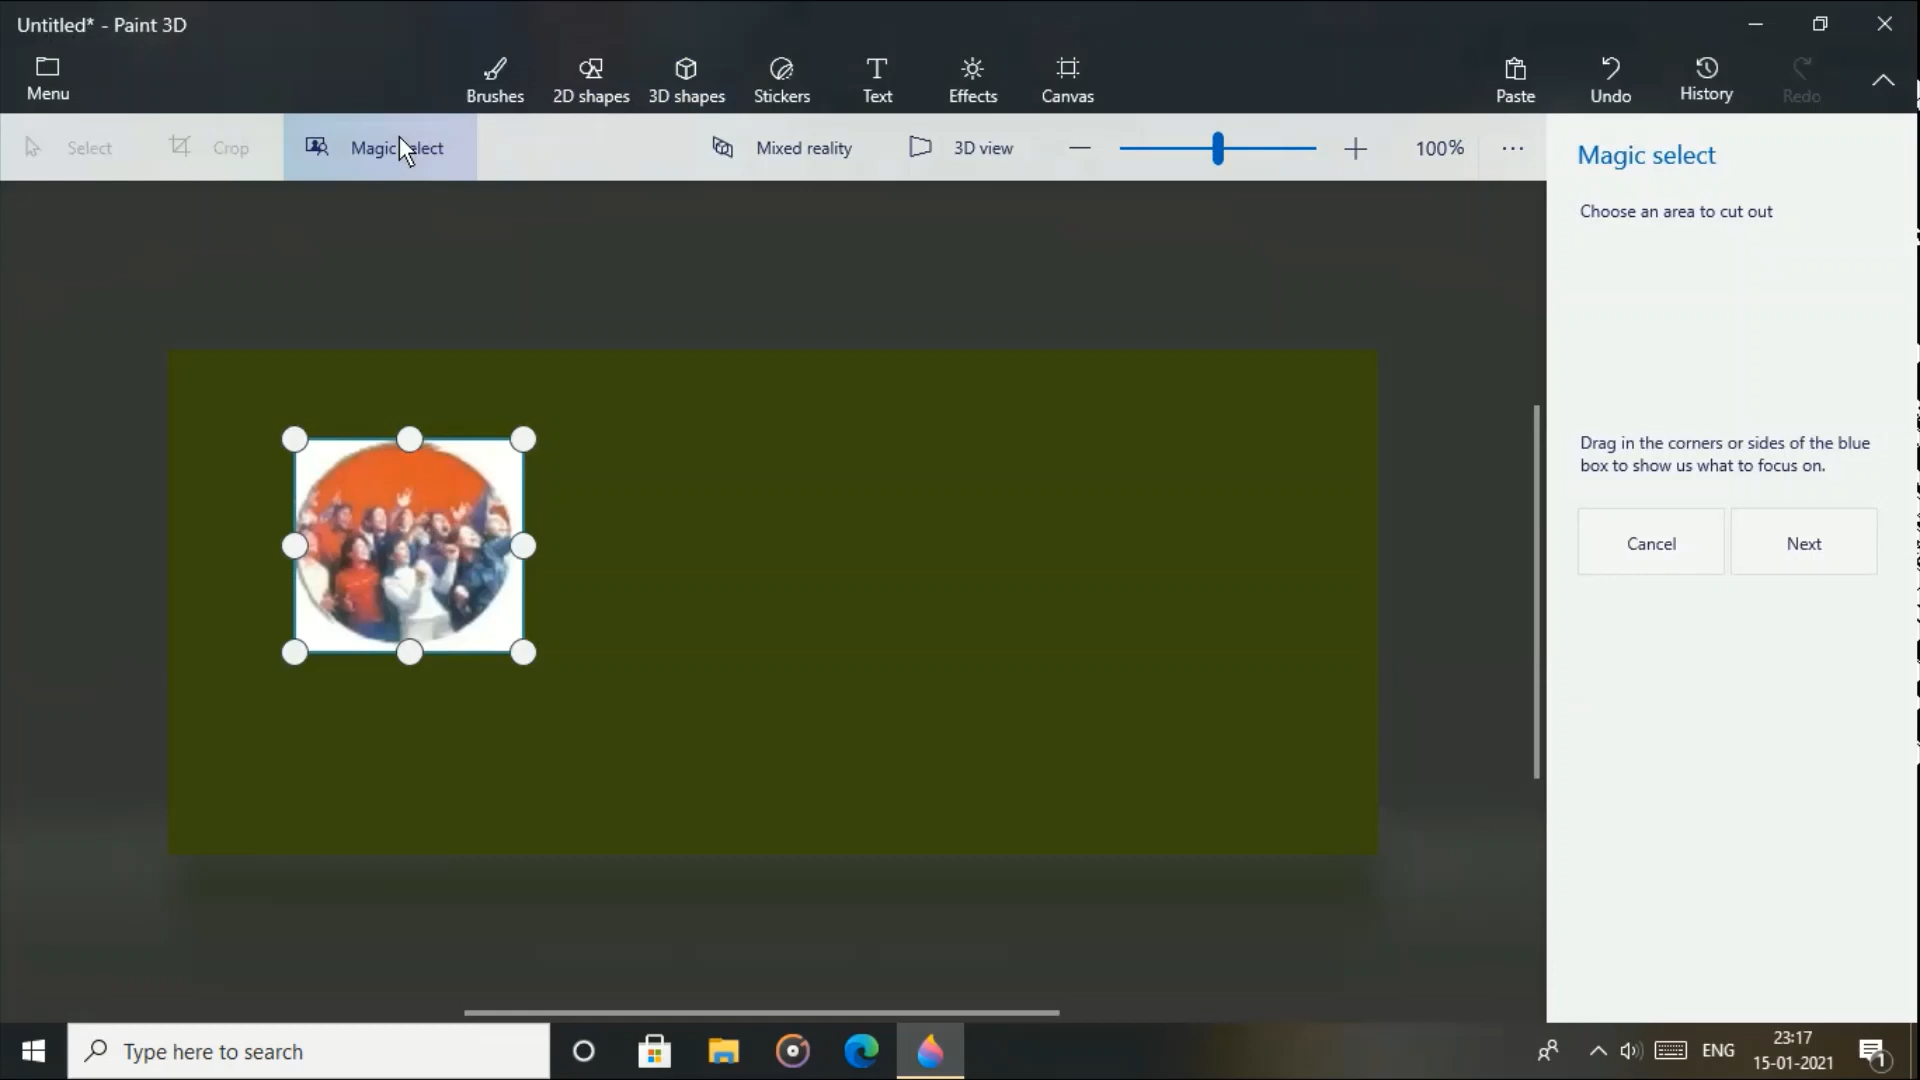 Untitled* - Paint 3D
Menu
Brushes
2D shapes
3D shapes
Stickers
Text
Effects
Canvas
Paste
Undo
History
Redo
Select
Crop
Magic select
Mixed reality
3D view
100%
Magic select
Choose an area to cut out
Drag in the corners or sides of the blue
box to show us what to focus on.
Cancel
Next
Type here to search
ENG
23:17
15-01-2021
1